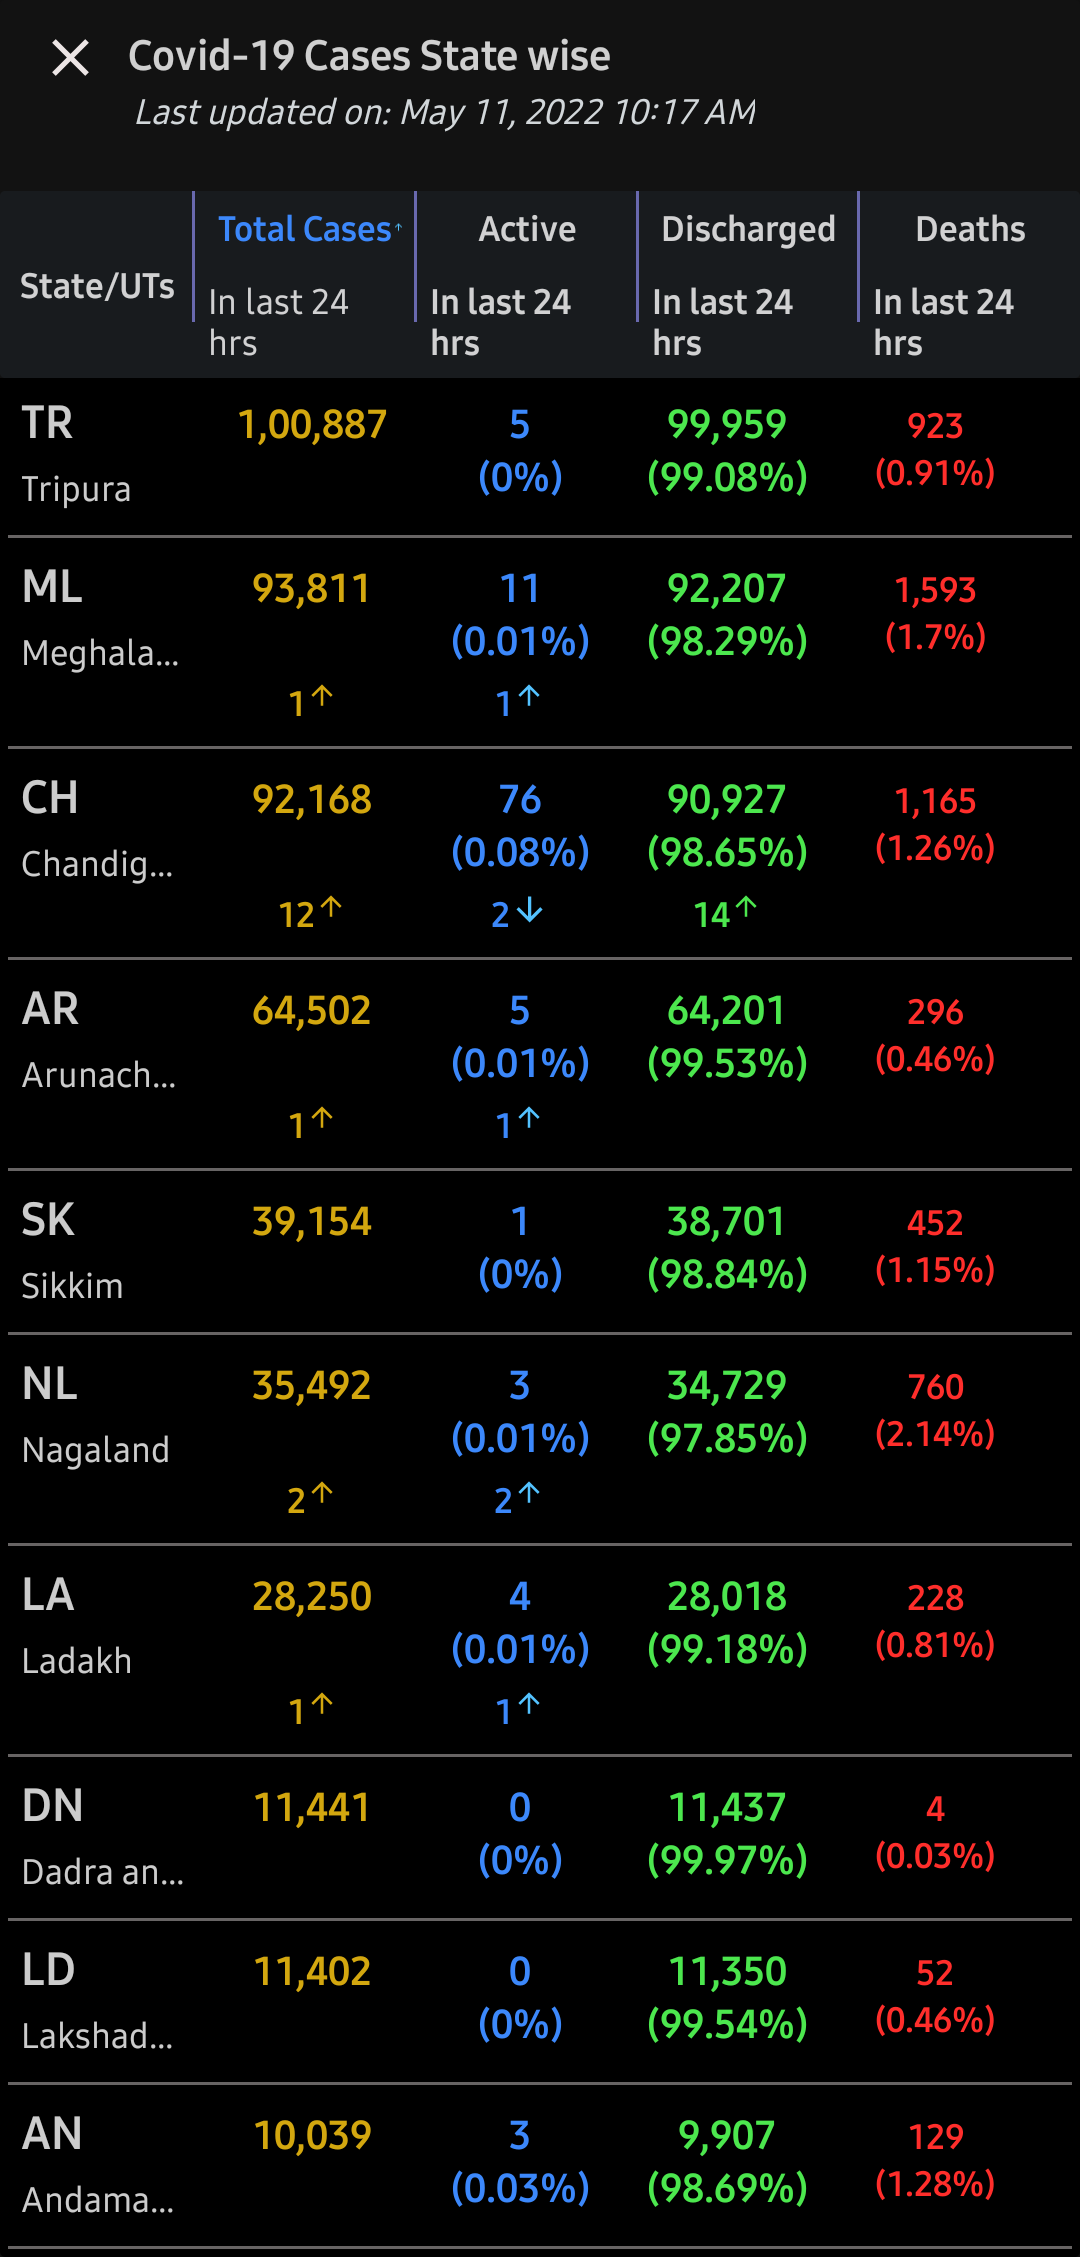 Covid-19 Cases State wise
Last updated on: May 11, 2022 10:17 AM
State/UTs Total Cases↑ Active Discharged Deaths
In last 24 hrs In last 24 hrs In last 24 hrs In last 24 hrs
TR 1,00,887 5 99,959 923
Tripura (0%) (99.08%) (0.91%)
ML 93,811 11 92,207 1,593
Meghala... (0.01%) (98.29%) (1.7%)
1↑ 1↑
CH 92,168 76 90,927 1,165
Chandig... (0.08%) (98.65%) (1.26%)
12↑ 2↓ 14↑
AR 64,502 5 64,201 296
Arunach... (0.01%) (99.53%) (0.46%)
1↑ 1↑
SK 39,154 1 38,701 452
Sikkim (0%) (98.84%) (1.15%)
NL 35,492 3 34,729 760
Nagaland (0.01%) (97.85%) (2.14%)
2↑ 2↑
LA 28,250 4 28,018 228
Ladakh (0.01%) (99.18%) (0.81%)
1↑ 1↑
DN 11,441 0 11,437 4
Dadra an... (0%) (99.97%) (0.03%)
LD 11,402 0 11,350 52
Lakshad... (0%) (99.54%) (0.46%)
AN 10,039 3 9,907 129
Andama... (0.03%) (98.69%) (1.28%)